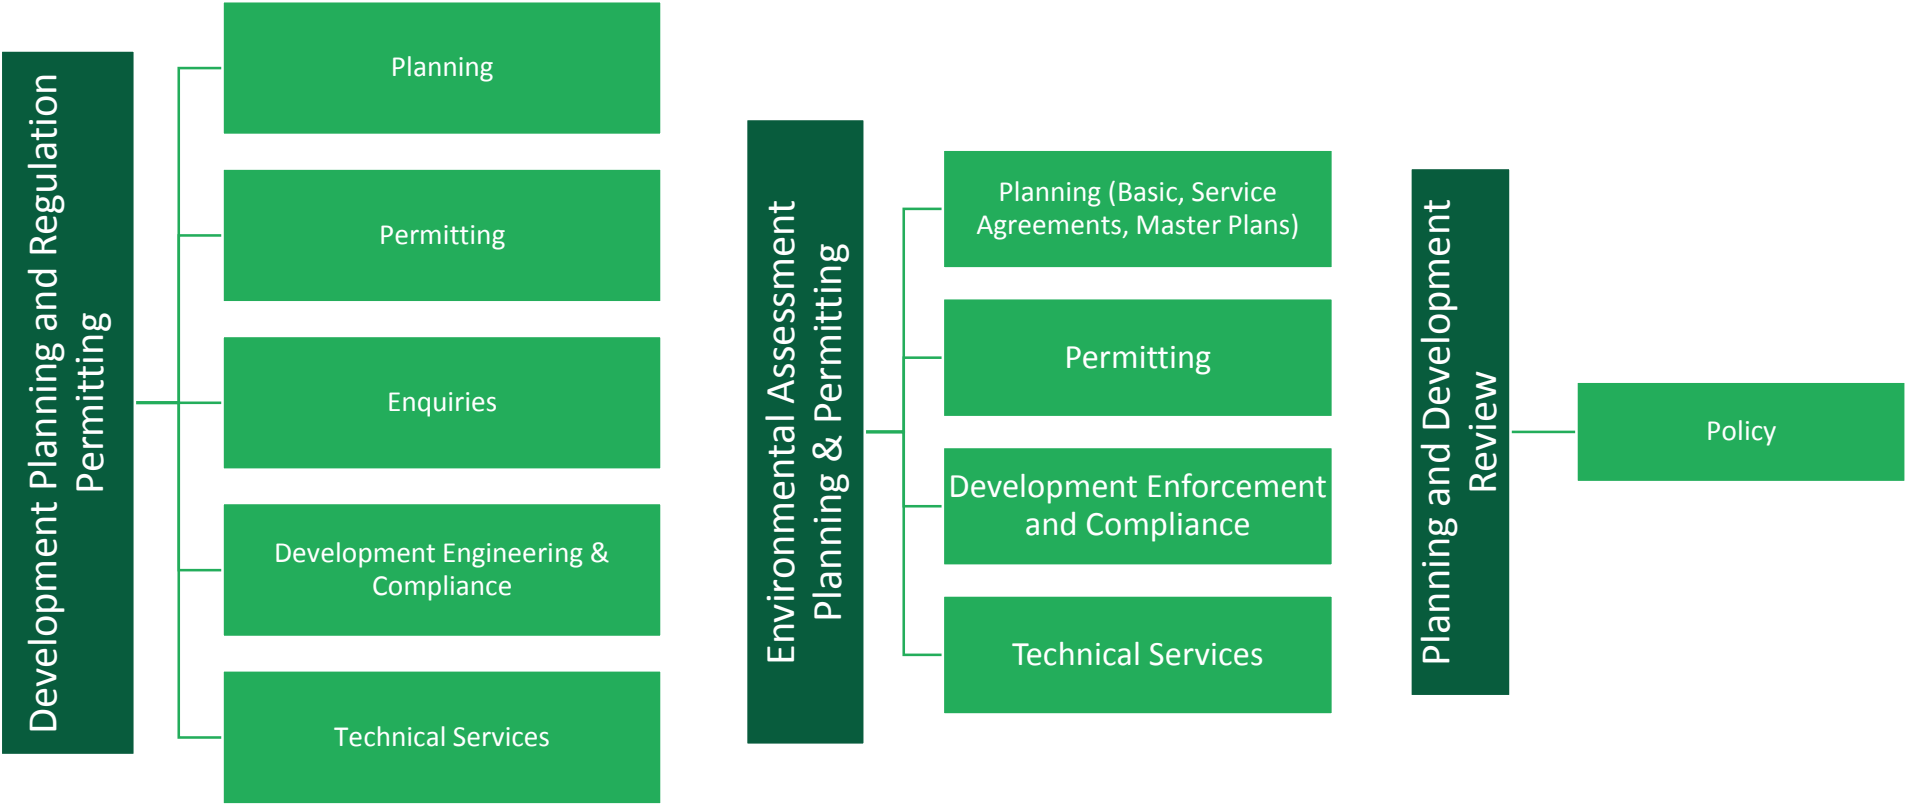 Development Planning and Regulation
Permitting
Planning
Permitting
Enquiries
Development Engineering &
Compliance
Technical Services
Environmental Assessment
Planning & Permitting
Planning (Basic, Service
Agreements, Master Plans)
Permitting
Development Enforcement
and Compliance
Technical Services
Planning and Development
Review
Policy